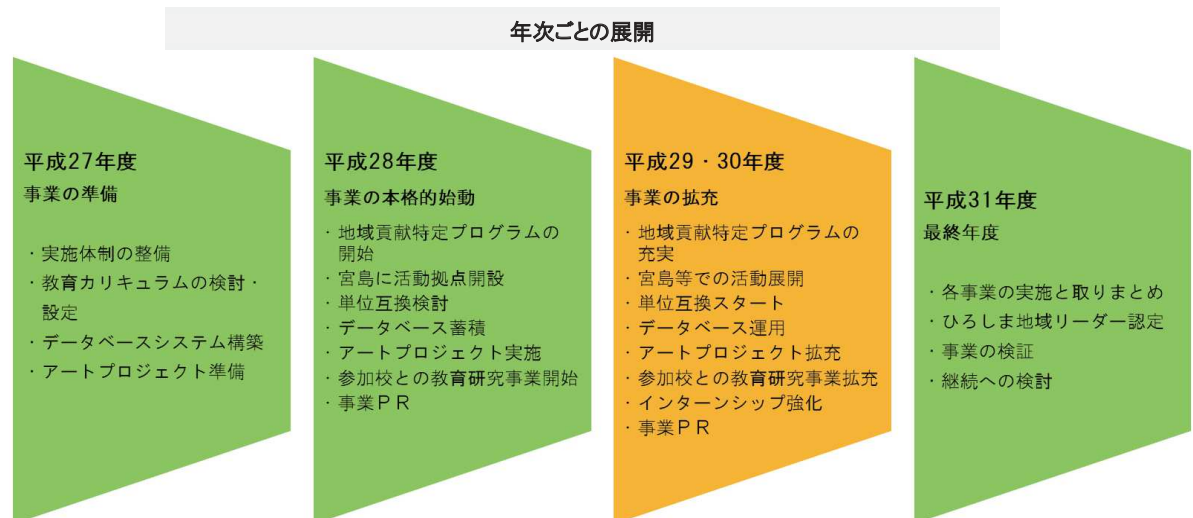 年次ごとの展開
平成27年度
事業の準備
・実施体制の整備
・教育カリキュラムの検討・
設定
・データベースシステム構築
・アートプロジェクト準備
平成28年度
事業の本格的始動
・地域貢献特定プログラムの
開始
・宮島に活動拠点開設
・単位互換検討
・データベース蓄積
・アートプロジェクト実施
・参加校との教育研究事業開始
・事業ＰＲ
平成29・30年度
事業の拡充
・地域貢献特定プログラムの
充実
・宮島等での活動展開
・単位互換スタート
・データベース運用
・アートプロジェクト拡充
・参加校との教育研究事業拡充
・インターンシップ強化
・事業ＰＲ
平成31年度
最終年度
・各事業の実施と取りまとめ
・ひろしま地域リーダー認定
・事業の検証
・継続への検討